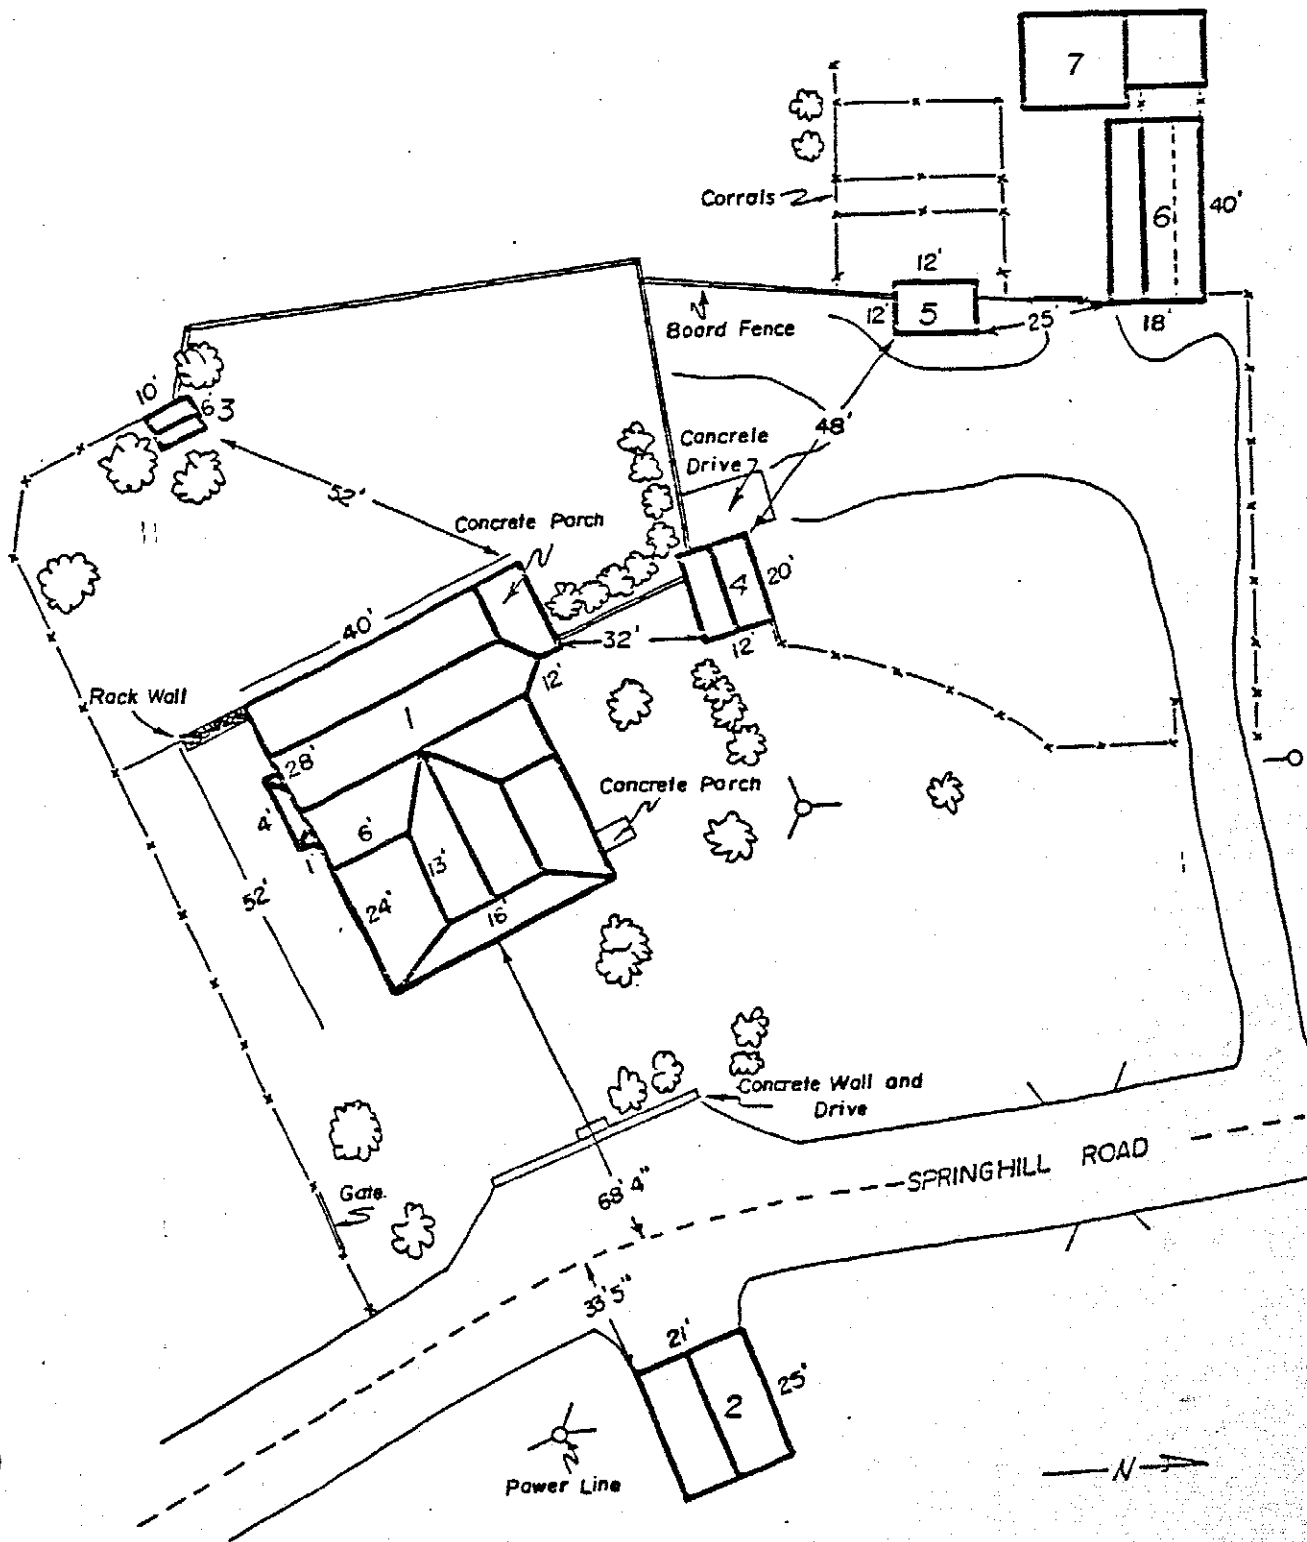 7
Corrals
6
40'
12'
12'
5
25'
18'
Board Fence
10'
6'
3
48'
Concrete
Drive
52'
Concrete Porch
4
20'
40'
32'
12'
12'
Rock Wall
1
28'
Concrete Porch
4'
6'
13'
52'
24'
16'
Concrete Wall and
Drive
SPRINGHILL ROAD
Gate
68' 4"
33' 5"
21'
25'
2
Power Line
N